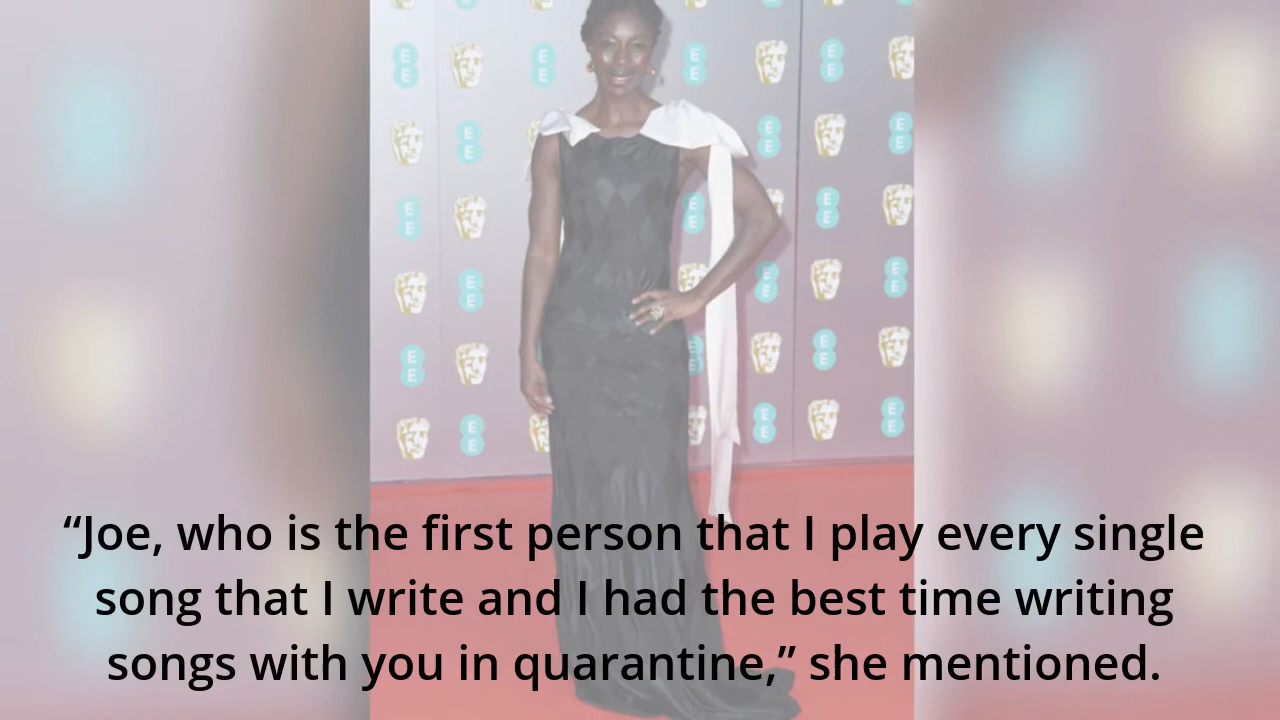 EE
“Joe, who is the first person that I play every single
song that I write and I had the best time writing
songs with you in quarantine,” she mentioned.